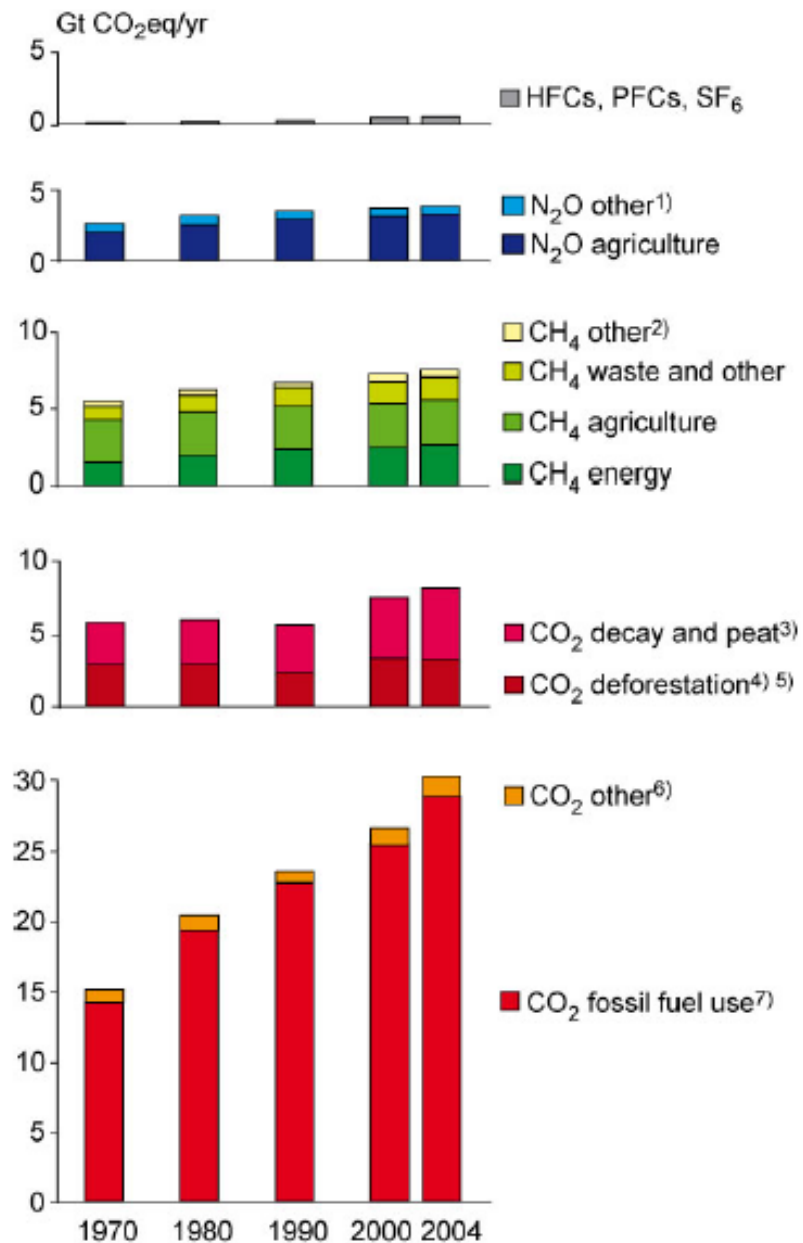 Gt CO₂eq/yr
5
0
HFCs, PFCs, SF₆
5
0
N₂O other¹⁾
N₂O agriculture
10
5
0
CH₄ other²⁾
CH₄ waste and other
CH₄ agriculture
CH₄ energy
10
5
0
CO₂ decay and peat³⁾
CO₂ deforestation⁴⁾ ⁵⁾
30
25
20
15
10
5
0
CO₂ other⁶⁾
CO₂ fossil fuel use⁷⁾
1970 1980 1990 2000 2004